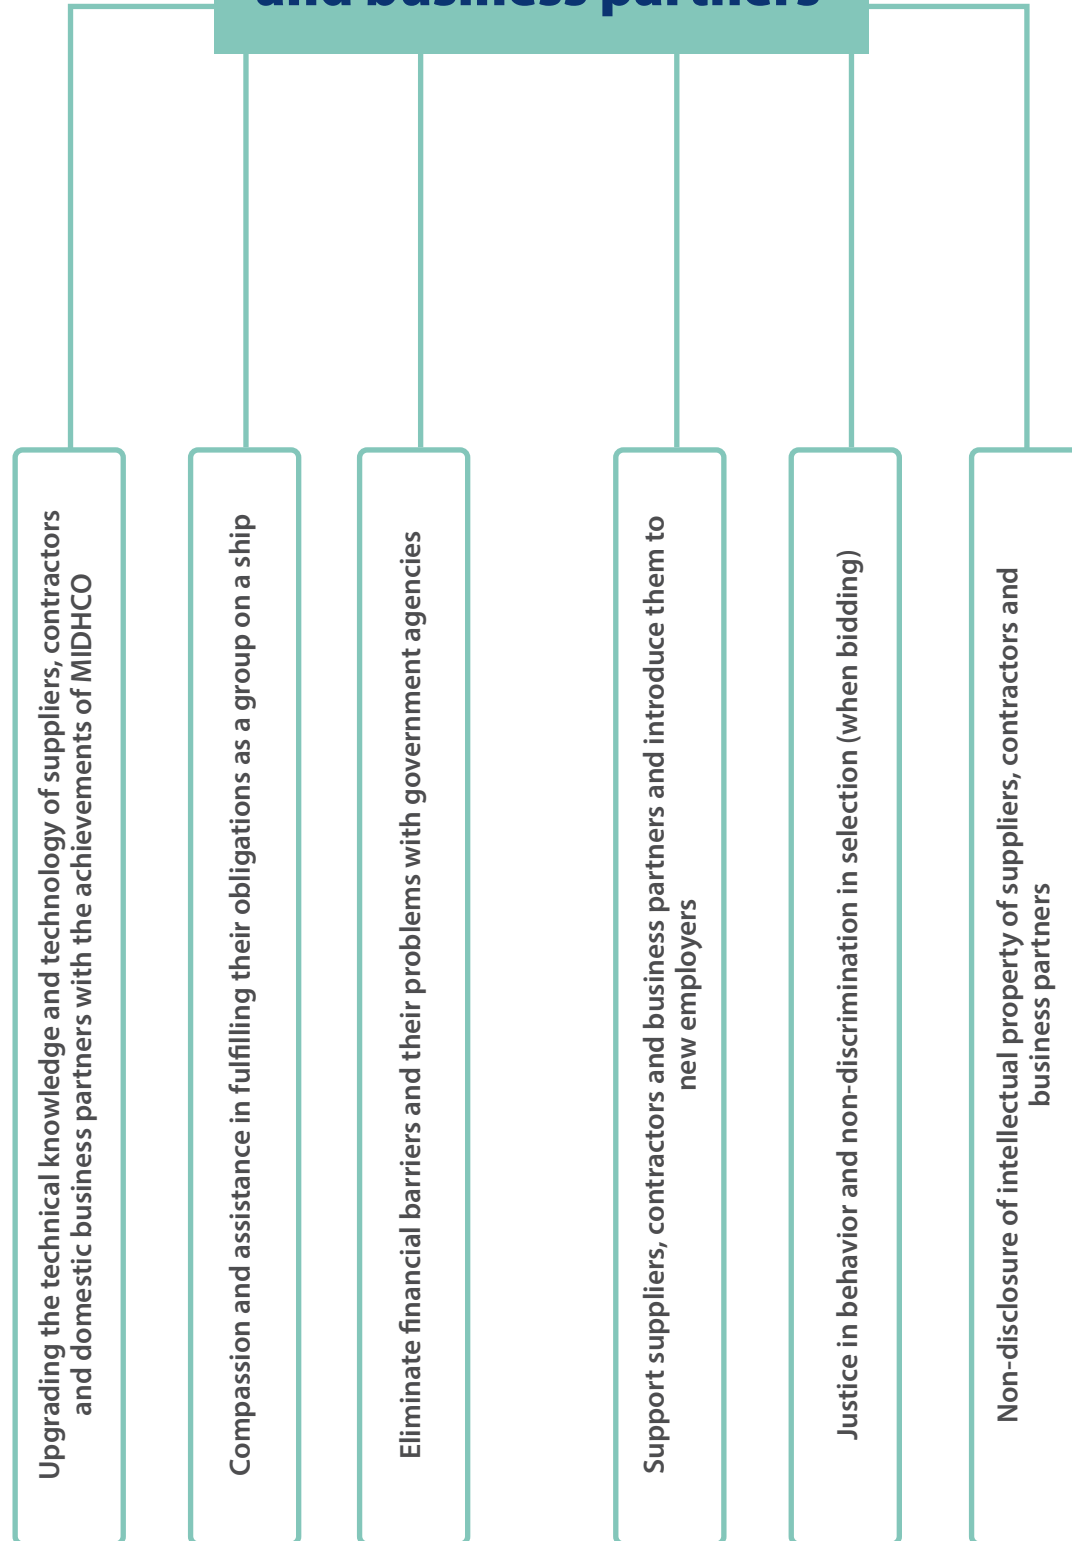 and business partners
Upgrading the technical knowledge and technology of suppliers, contractors
and domestic business partners with the achievements of MIDHCO
Compassion and assistance in fulfilling their obligations as a group on a ship
Eliminate financial barriers and their problems with government agencies
Support suppliers, contractors and business partners and introduce them to
new employers
Justice in behavior and non-discrimination in selection (when bidding)
Non-disclosure of intellectual property of suppliers, contractors and
business partners